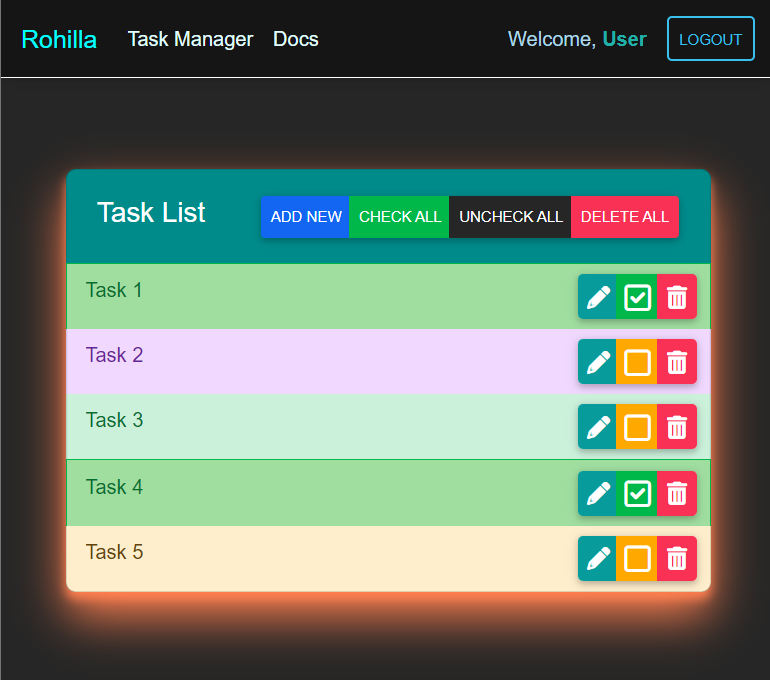 Rohilla Task Manager Docs Welcome, User LOGOUT
Task List ADD NEW CHECK ALL UNCHECK ALL DELETE ALL
Task 1
Task 2
Task 3
Task 4
Task 5